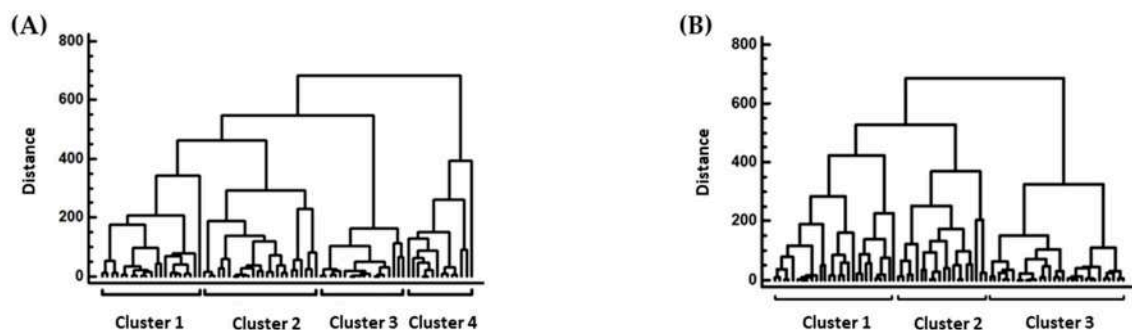 (A)
800
600
400
200
0
Distance
Cluster 1 Cluster 2 Cluster 3 Cluster 4
(B)
800
600
400
200
0
Distance
Cluster 1 Cluster 2 Cluster 3